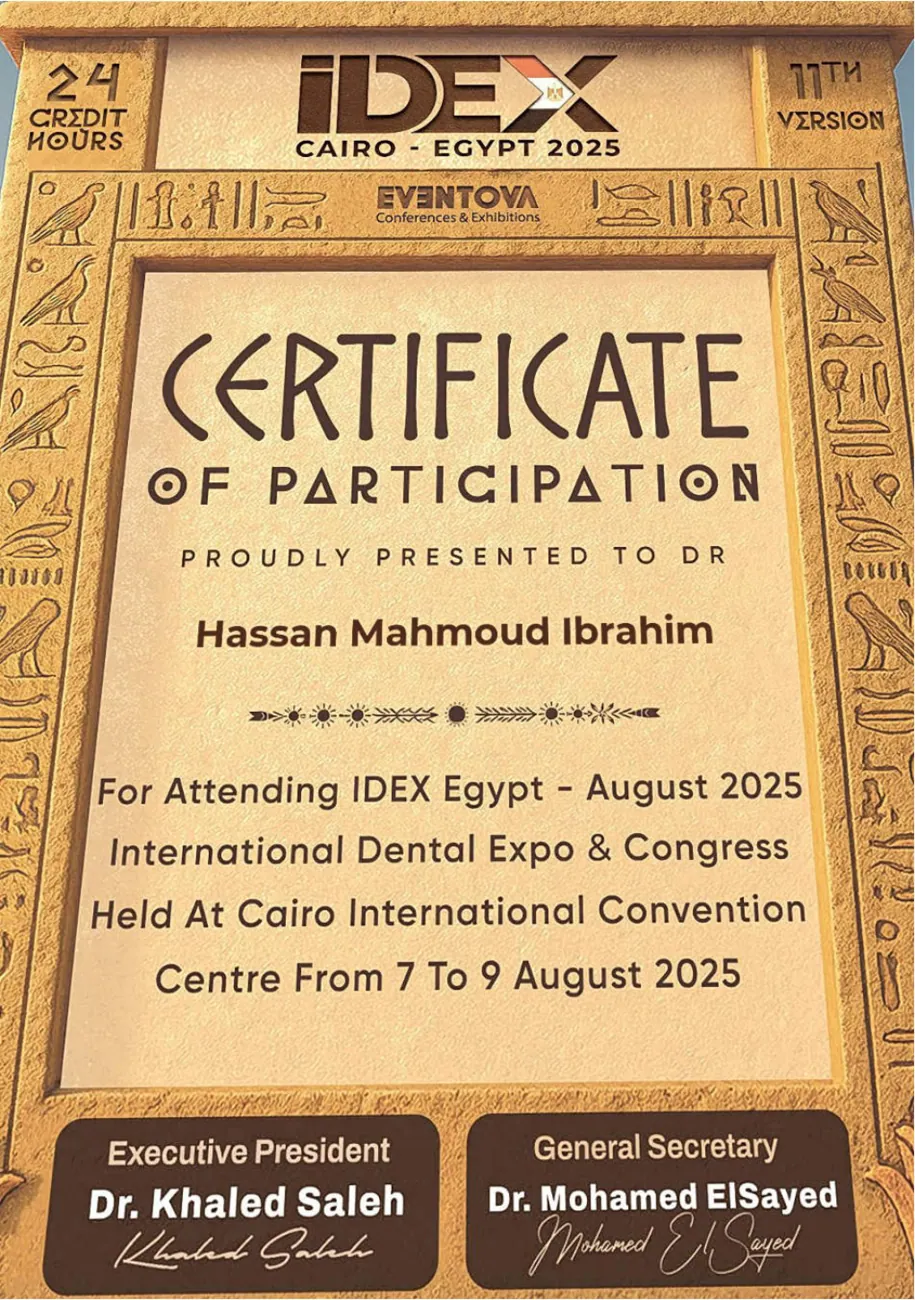 24
CREDIT
HOURS
iDEX
CAIRO - EGYPT 2025
11TH
VERSION
EVENTOVA
Conferences & Exhibitions
CERTIFICATE
OF PARTICIPATION
PROUDLY PRESENTED TO DR
Hassan Mahmoud Ibrahim
For Attending IDEX Egypt - August 2025
International Dental Expo & Congress
Held At Cairo International Convention
Centre From 7 To 9 August 2025
Executive President
Dr. Khaled Saleh
Khaled Saleh
General Secretary
Dr. Mohamed ElSayed
Mohamed El Sayed